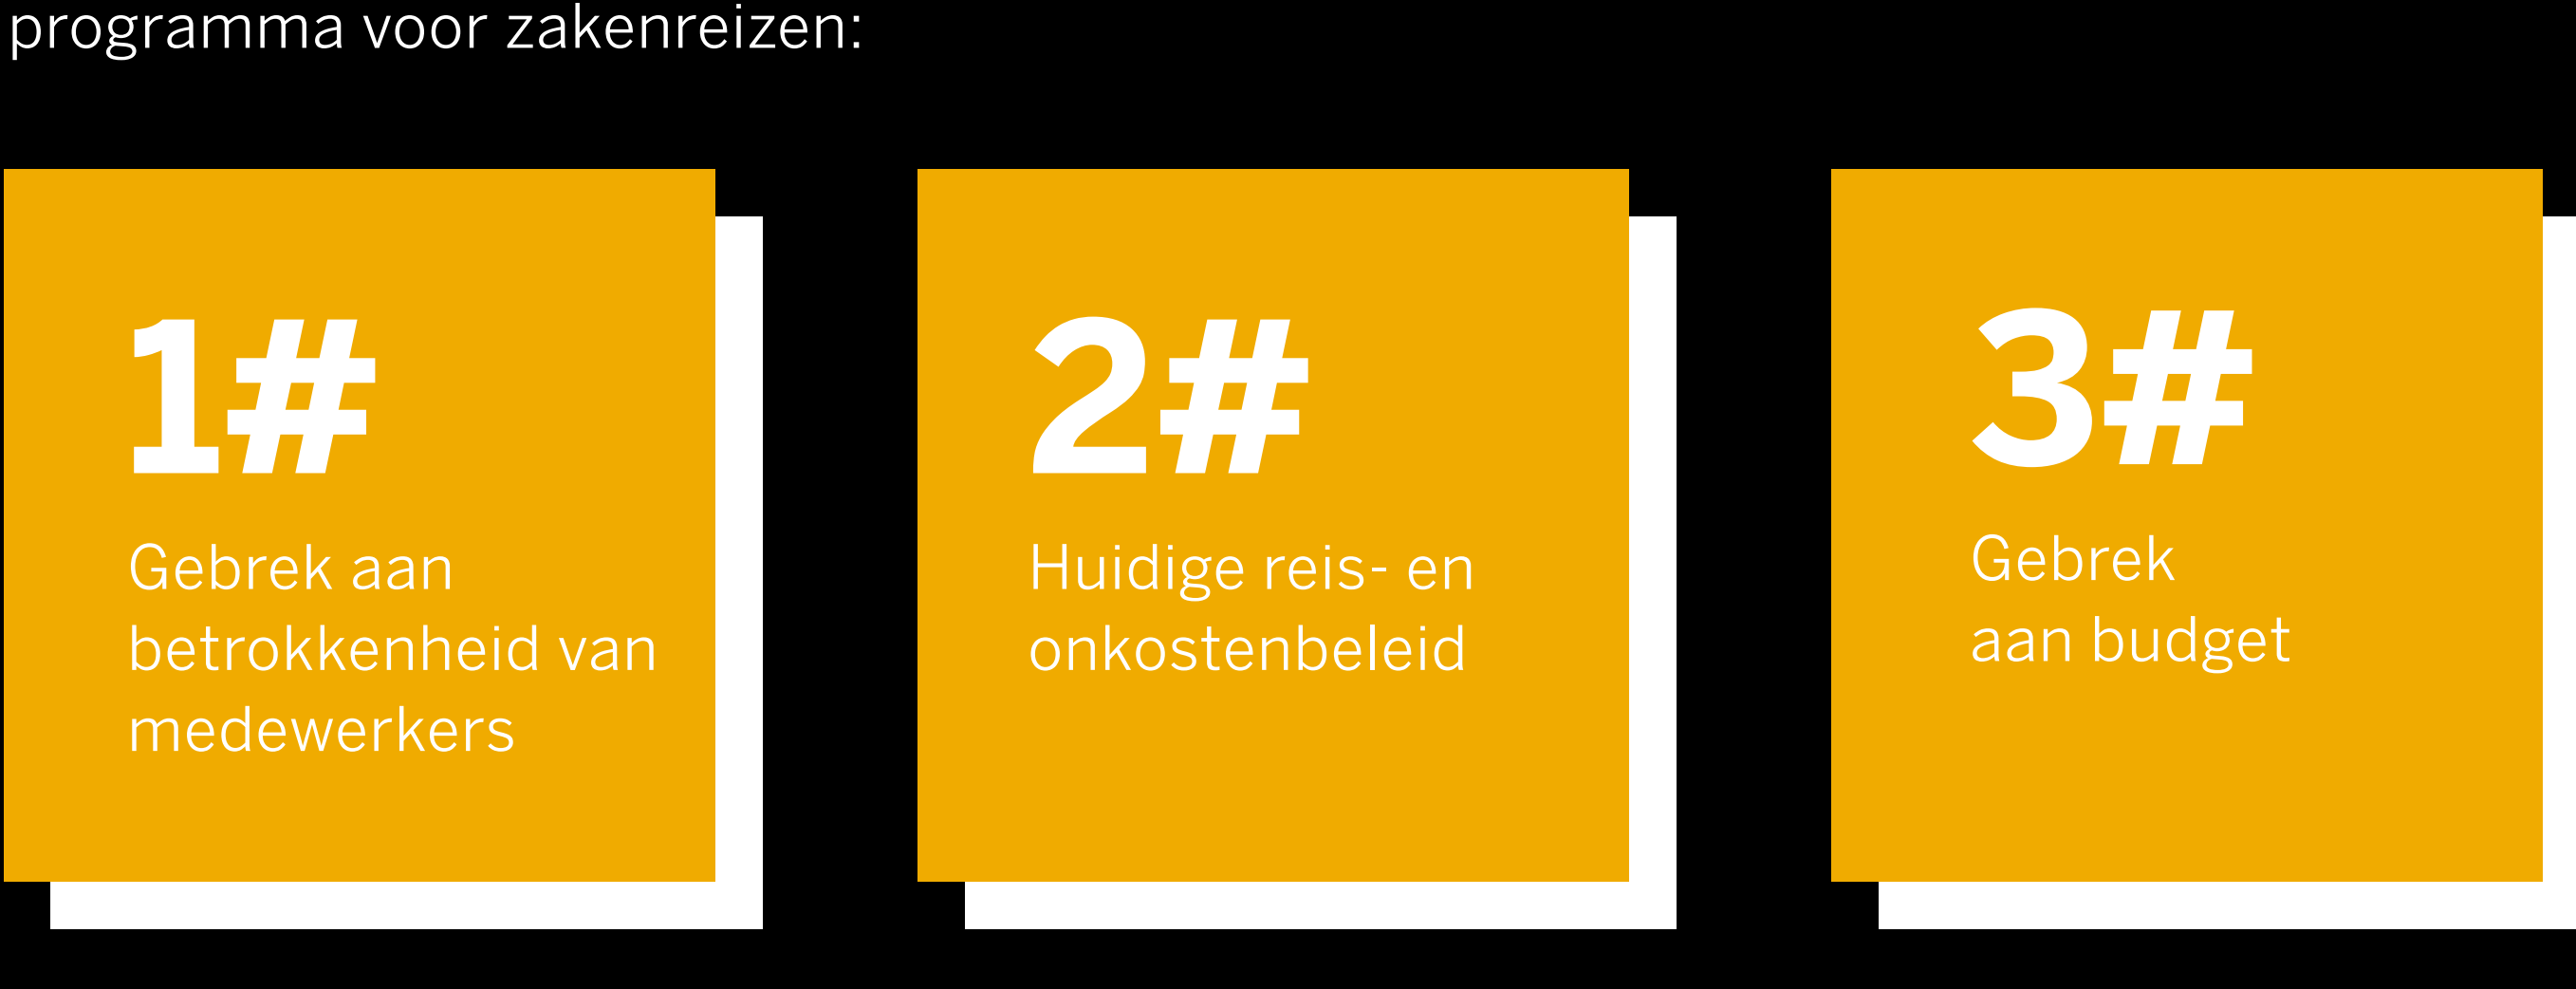 programma voor zakenreizen:
1#
Gebrek aan
betrokkenheid van
medewerkers
2#
Huidige reis- en
onkostenbeleid
3#
Gebrek
aan budget